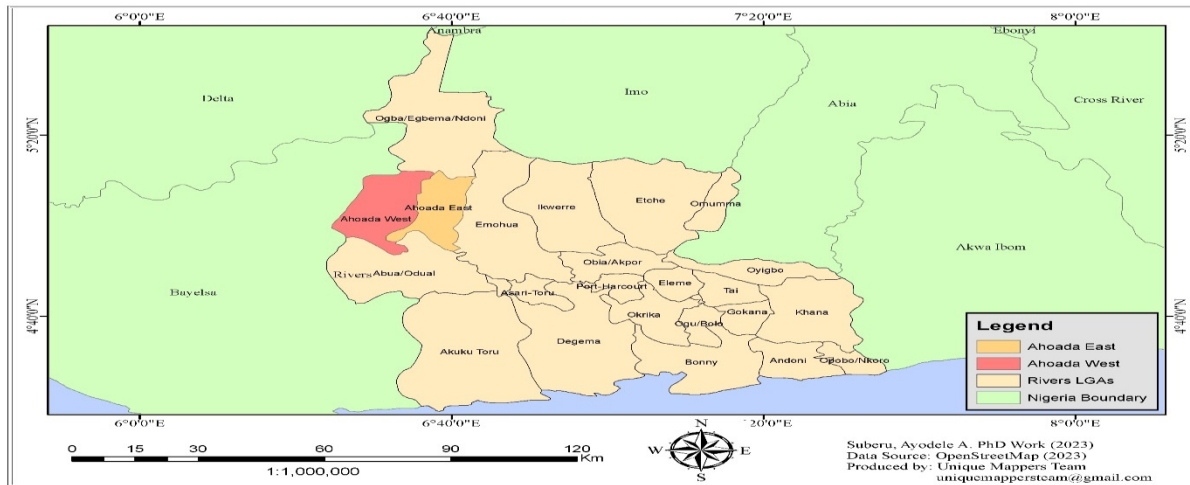 6°0'0"E 6°40'0"E 7°20'0"E 8°0'0"E
Anambra
Ebonyi
Delta
Imo
Abia
Cross River
Ogba/Egbema/Ndoni
5°20'0"N
5°20'0"N
Ahoada West
Ahoada East
Emohua
Ikwerre
Etche
Omumma
Akwa Ibom
Obia/Akpor
Oyigbo
Rivers
Abua/Odual
Bayelsa
Asari-Toru
Port-Harcourt
Eleme
Tai
Okrika
Ogu/Bolo
Gokana
Khana
4°40'0"N
4°40'0"N
Akuku Toru
Degema
Bonny
Andoni
Opobo/Nkoro
Legend
Ahoada East
Ahoada West
Rivers LGAs
Nigeria Boundary
6°0'0"E 6°40'0"E 7°20'0"E 8°0'0"E
0 15 30 60 90 120
Km
1:1,000,000
N
W E
S
Suberu, Ayodele A. PhD Work (2023)
Data Source: OpenStreetMap (2023)
Produced by: Unique Mappers Team
uniquemappersteam@gmail.com